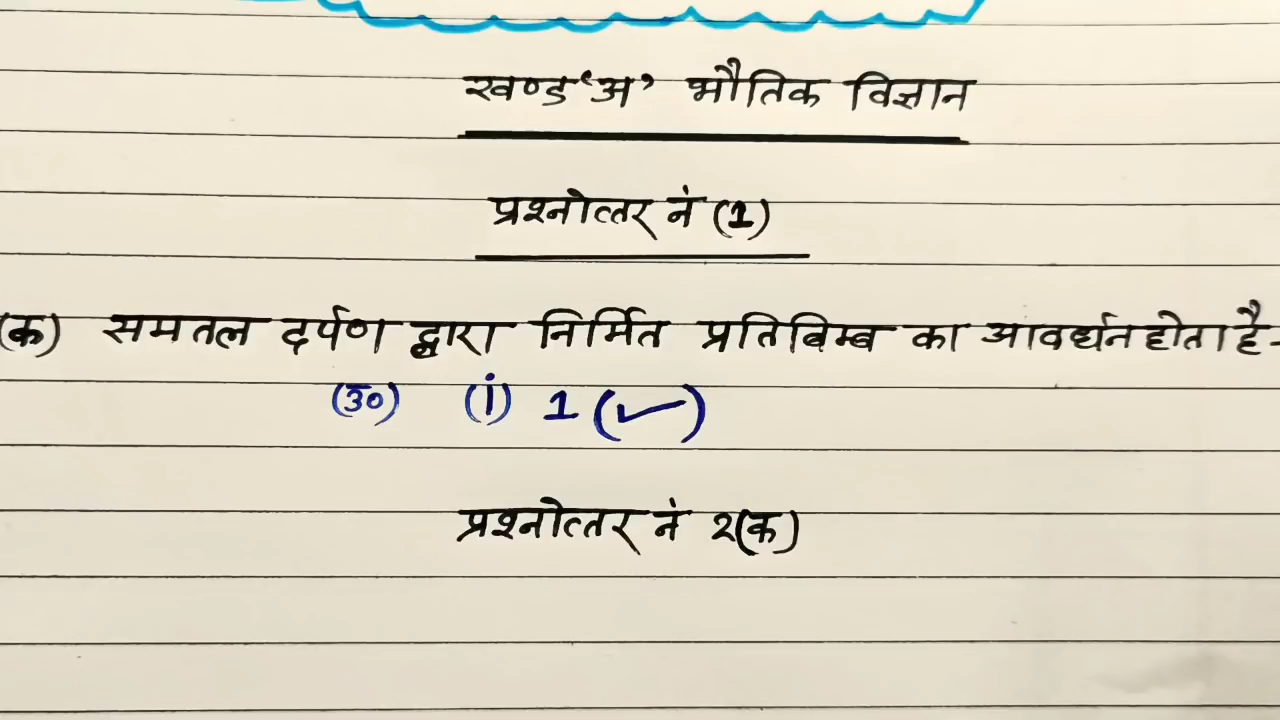 खण्ड 'अ' भौतिक विज्ञान
प्रश्नोत्तर नं (1)
(क) समतल दर्पण द्वारा निर्मित प्रतिबिम्ब का आवर्धन होता है-
(उ०) (i) 1 (✓)
प्रश्नोत्तर नं 2(क)